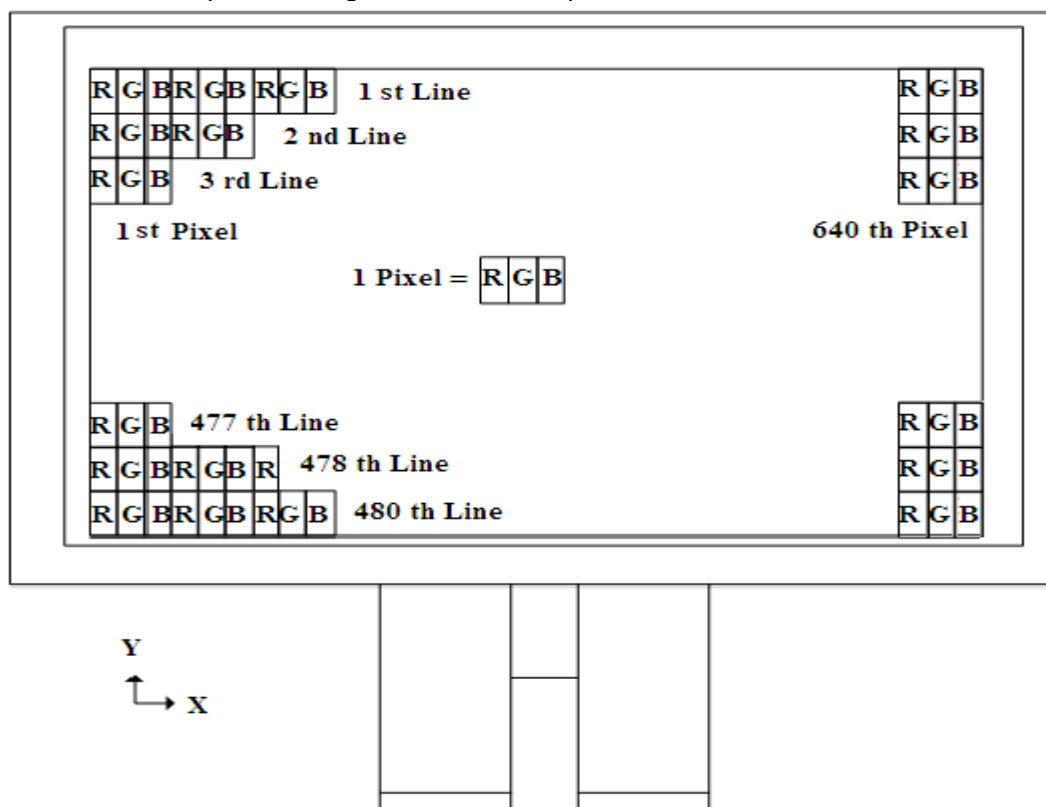 R G B R G B R G B 1 st Line R G B
R G B R G B 2 nd Line R G B
R G B 3 rd Line R G B
1 st Pixel 640 th Pixel
1 Pixel = R G B
R G B 477 th Line R G B
R G B R G B R 478 th Line R G B
R G B R G B R G B 480 th Line R G B
Y
X